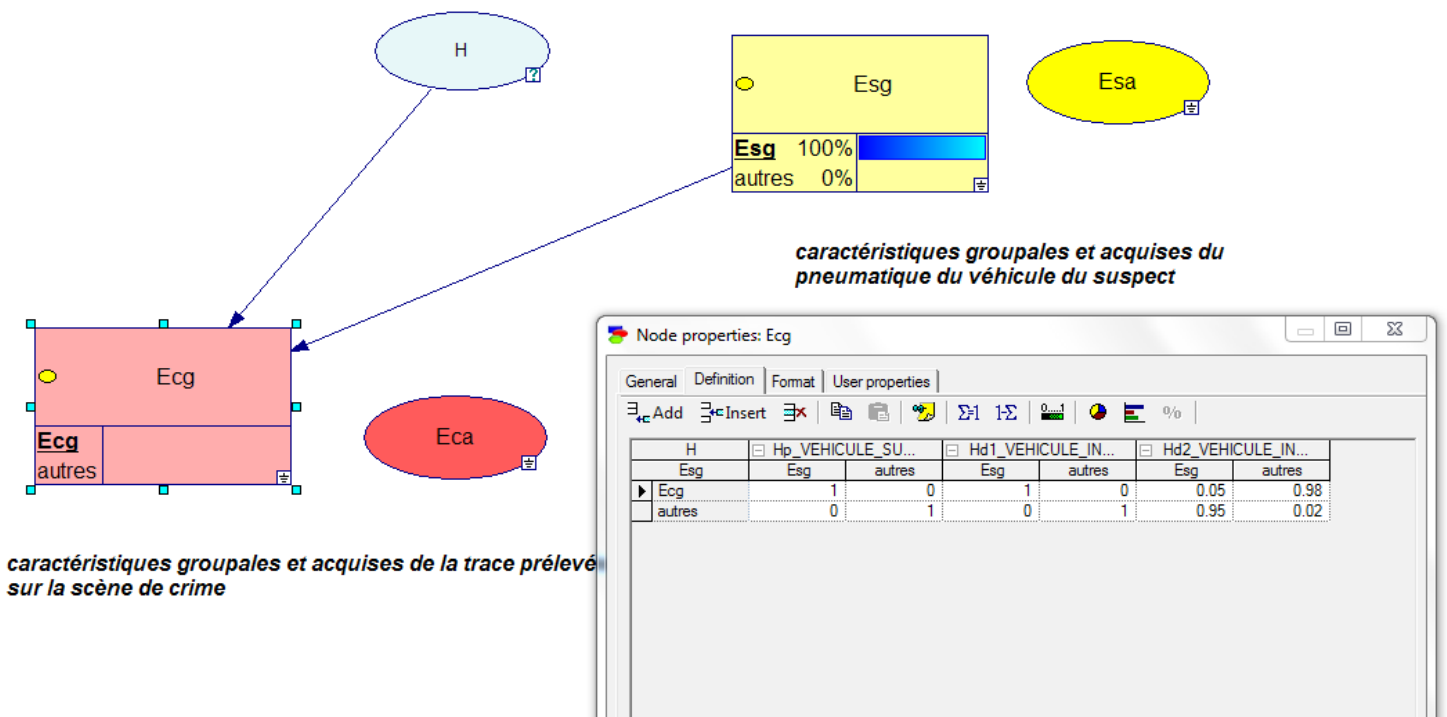 H
Esg
Esa
Esg 100%
autres 0%
caractéristiques groupales et acquises du
pneumatique du véhicule du suspect
Ecg
Ecg
autres
Eca
caractéristiques groupales et acquises de la trace prélevé
sur la scène de crime
Node properties: Ecg
General Definition Format User properties
Add Insert Σ-1 1-Σ %
H Hp_VEHICULE_SU... Hd1_VEHICULE_IN... Hd2_VEHICULE_IN...
Esg Esg autres Esg autres Esg autres
Ecg 1 0 1 0 0.05 0.98
autres 0 1 0 1 0.95 0.02